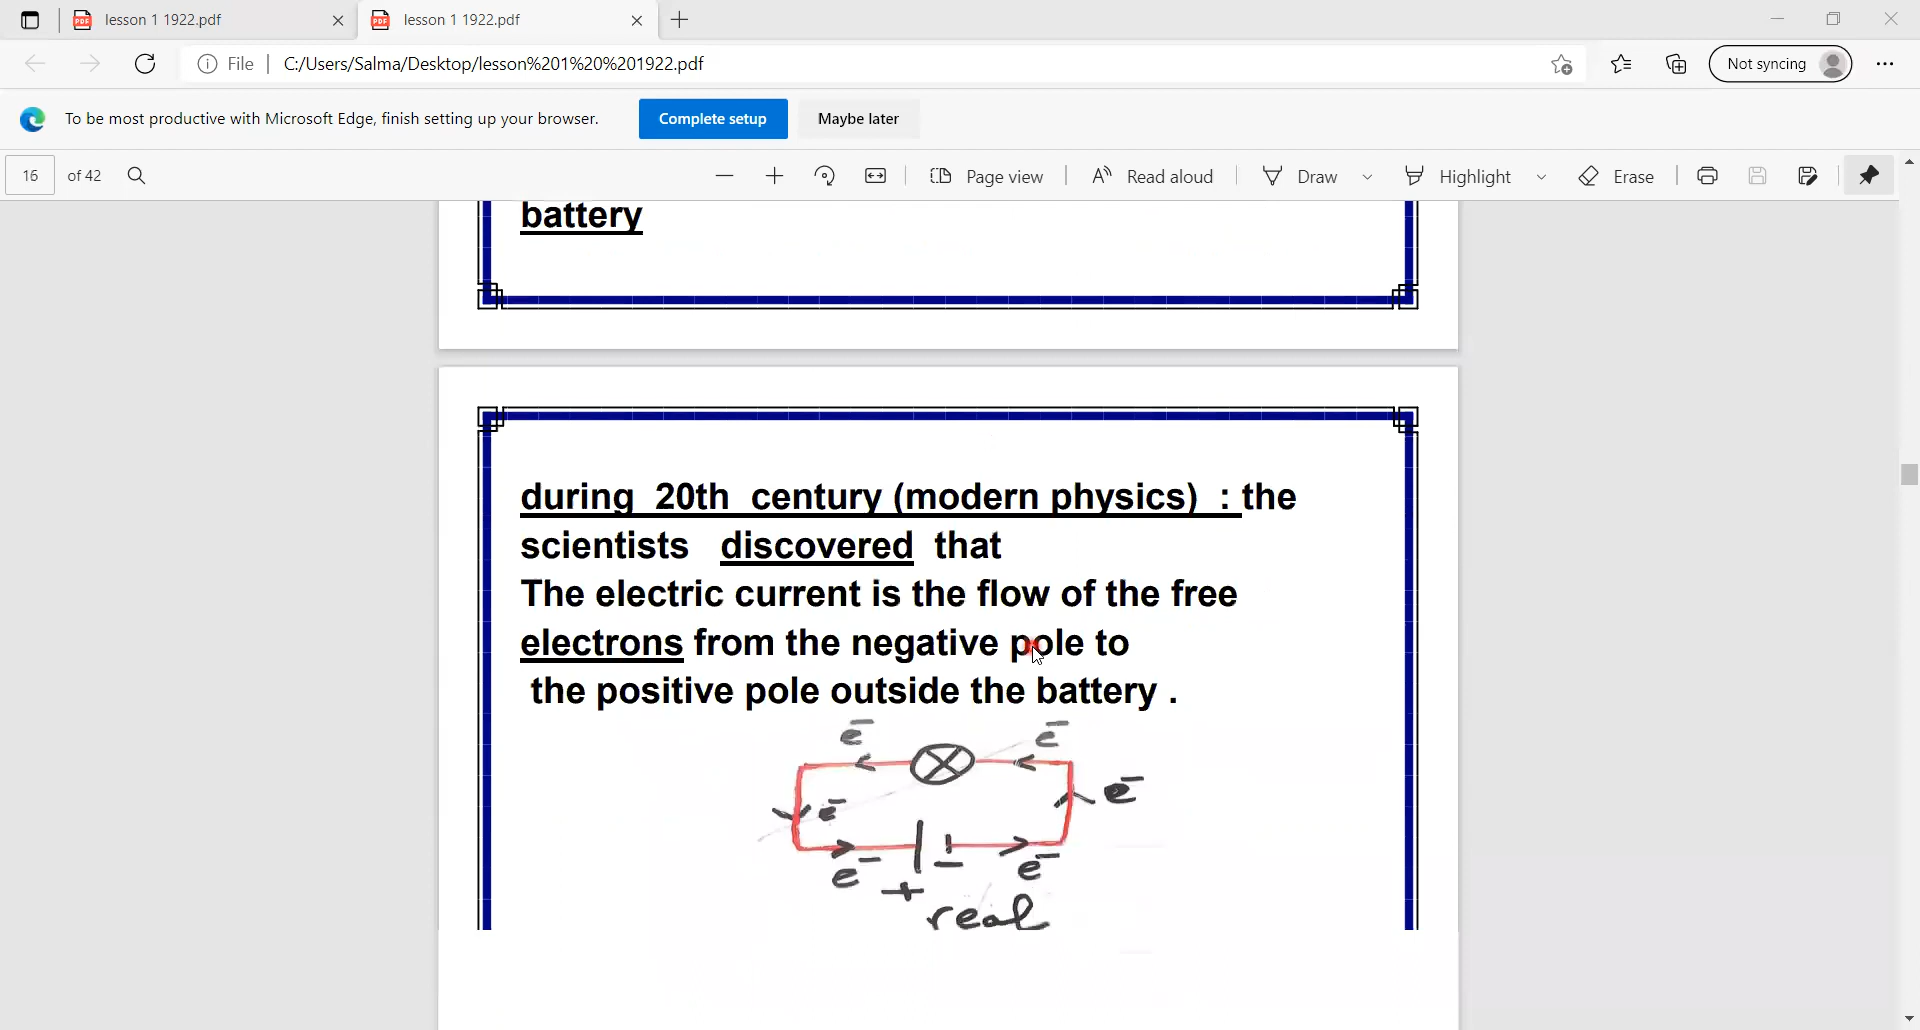 lesson 1 1922.pdf
lesson 1 1922.pdf
File
C:/Users/Salma/Desktop/lesson%201%20%201922.pdf
Not syncing
To be most productive with Microsoft Edge, finish setting up your browser.
Complete setup
Maybe later
16 of 42
Page view
Read aloud
Draw
Highlight
Erase
battery
during 20th century (modern physics) : the
scientists discovered that
The electric current is the flow of the free
electrons from the negative pole to
the positive pole outside the battery .
e⁻ e⁻
e⁻ e⁻
e⁻ + - e⁻
real